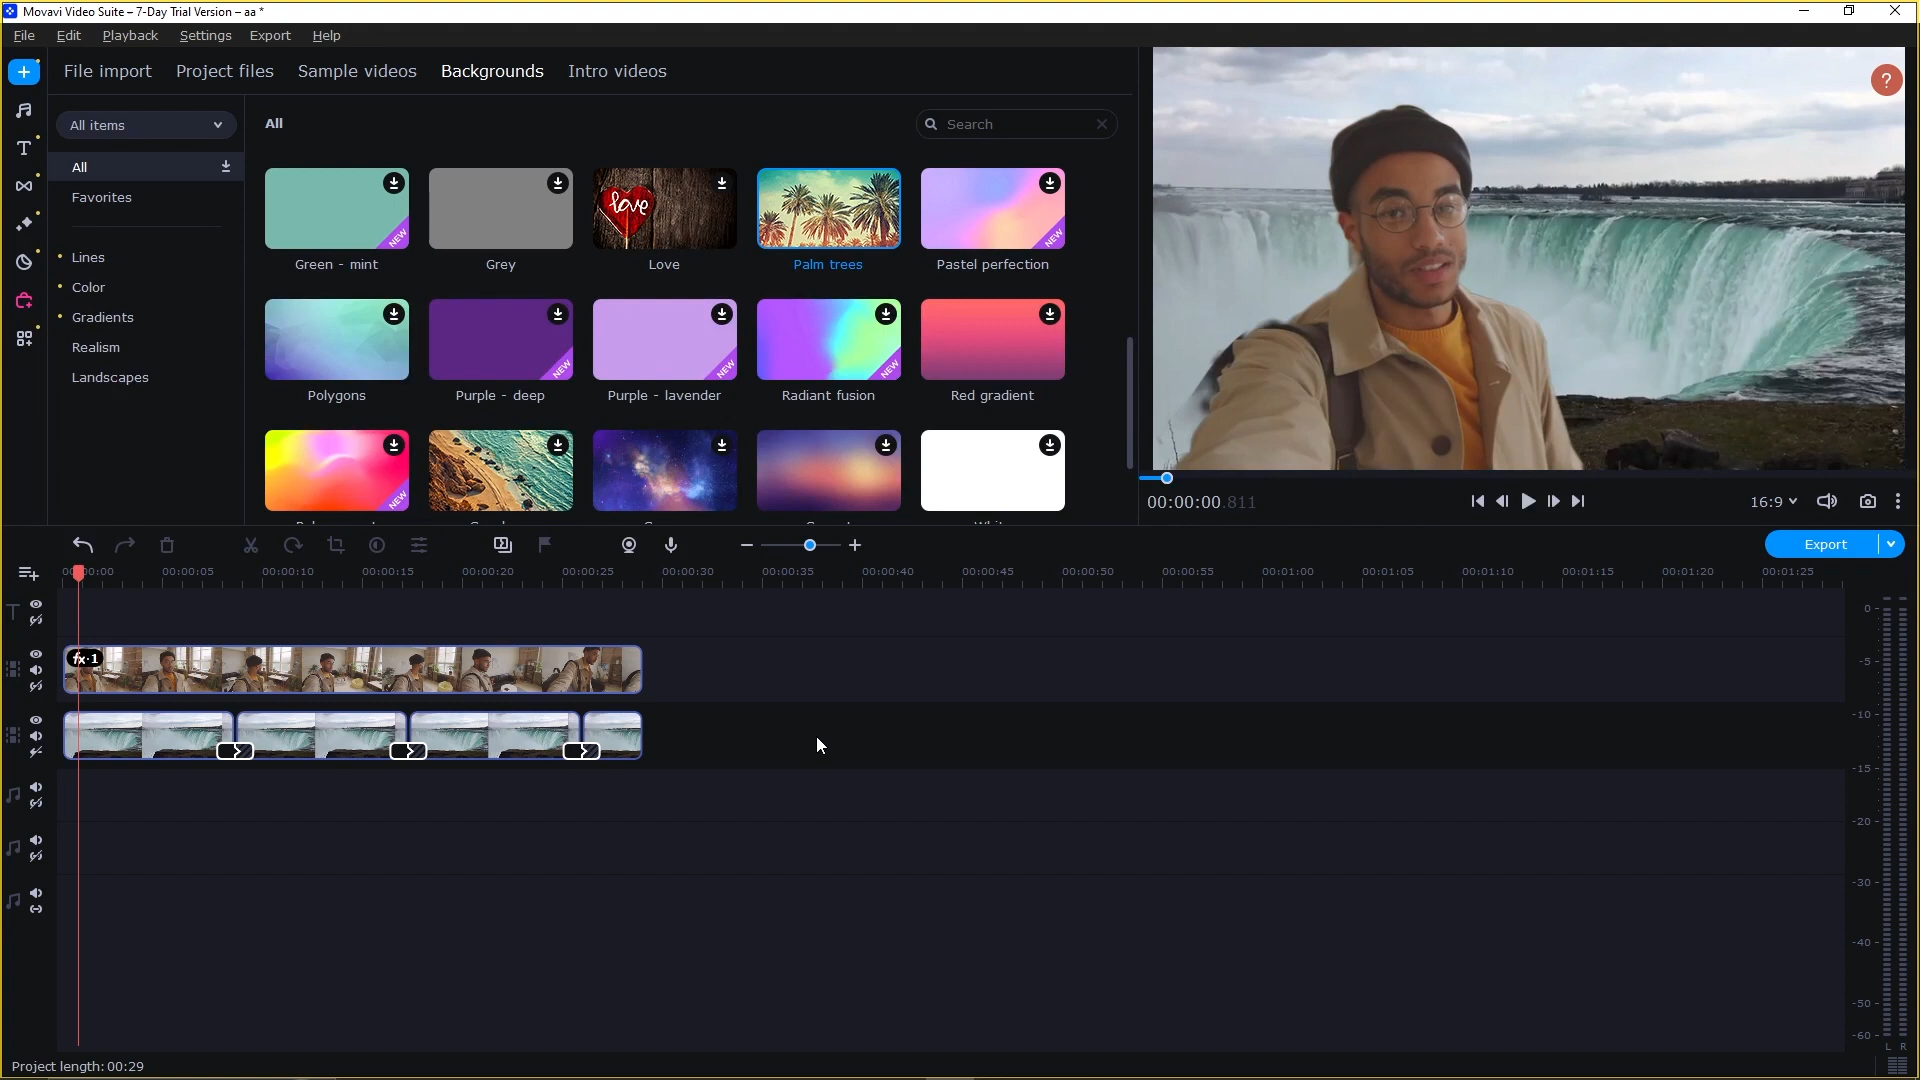 Movavi Video Suite – 7-Day Trial Version – aa *
File Edit Playback Settings Export Help
File import Project files Sample videos Backgrounds Intro videos
All items
All
Search
All
Favorites
Lines
Color
Gradients
Realism
Landscapes
NEW
love
NEW
Green - mint Grey Love Palm trees Pastel perfection
NEW NEW NEW
Polygons Purple - deep Purple - lavender Radiant fusion Red gradient
NEW
?
00:00:00.811
16:9
Export
00:00:05 00:00:10 00:00:15 00:00:20 00:00:25 00:00:30 00:00:35 00:00:40 00:00:45 00:00:50 00:00:55 00:01:00 00:01:05 00:01:10 00:01:15 00:01:20 00:01:25
fx·1
0
-5
-10
-15
-20
-30
-40
-50
-60
L R
Project length: 00:29